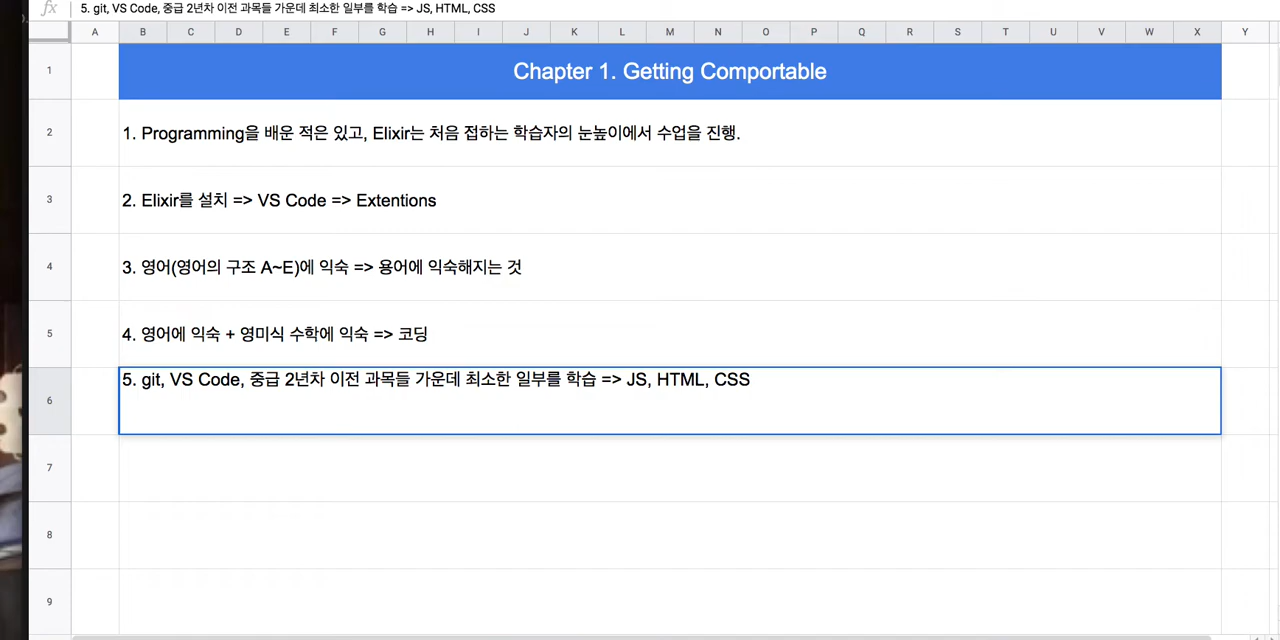 fx 5. git, VS Code, 중급 2년차 이전 과목들 가운데 최소한 일부를 학습 => JS, HTML, CSS
A B C D E F G H I J K L M N O P Q R S T U V W X Y
1 Chapter 1. Getting Comportable
2 1. Programming을 배운 적은 있고, Elixir는 처음 접하는 학습자의 눈높이에서 수업을 진행.
3 2. Elixir를 설치 => VS Code => Extentions
4 3. 영어(영어의 구조 A~E)에 익숙 => 용어에 익숙해지는 것
5 4. 영어에 익숙 + 영미식 수학에 익숙 => 코딩
6 5. git, VS Code, 중급 2년차 이전 과목들 가운데 최소한 일부를 학습 => JS, HTML, CSS
7
8
9